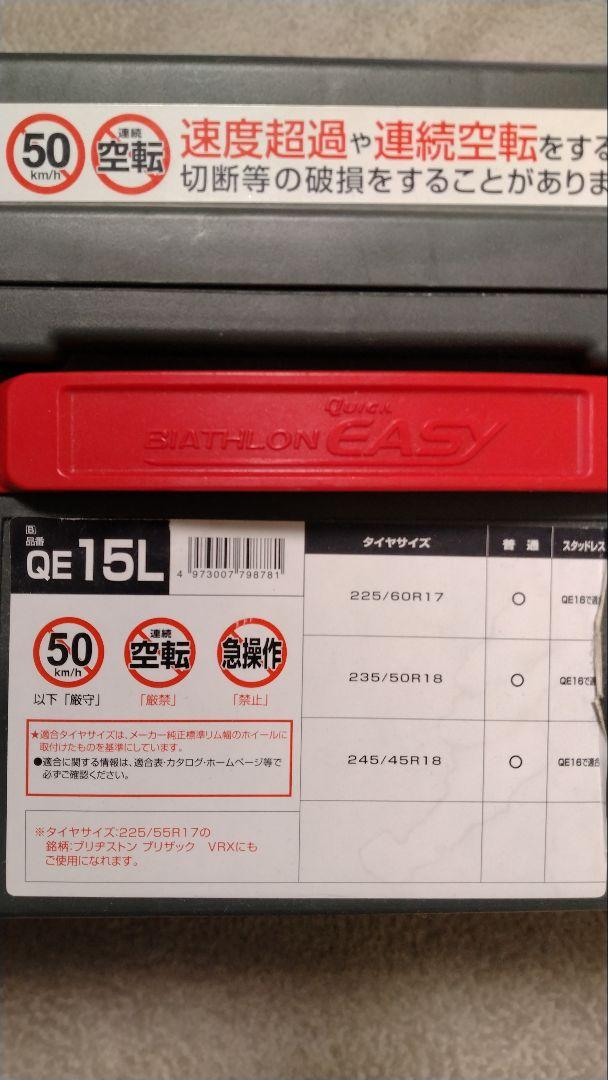 50
km/h
連続
空転
速度超過や連続空転をする
切断等の破損をすることがありま
Quick
BIATHLON EASY
[B]
品番
QE15L
4 973007 798781
タイヤサイズ
普通
スタッドレス
225/60R17
○
QE16で適
235/50R18
○
QE16で適
245/45R18
○
QE16で適合
50
km/h
以下「厳守」
連続
空転
「厳禁」
急操作
「禁止」
★適合タイヤサイズは、メーカー純正標準リム幅のホイールに
取付けたものを基準にしています。
●適合に関する情報は、適合表・カタログ・ホームページ等で
必ずご確認ください。
※タイヤサイズ:225/55R17の
銘柄:ブリヂストン ブリザック VRXにも
ご使用になれます。